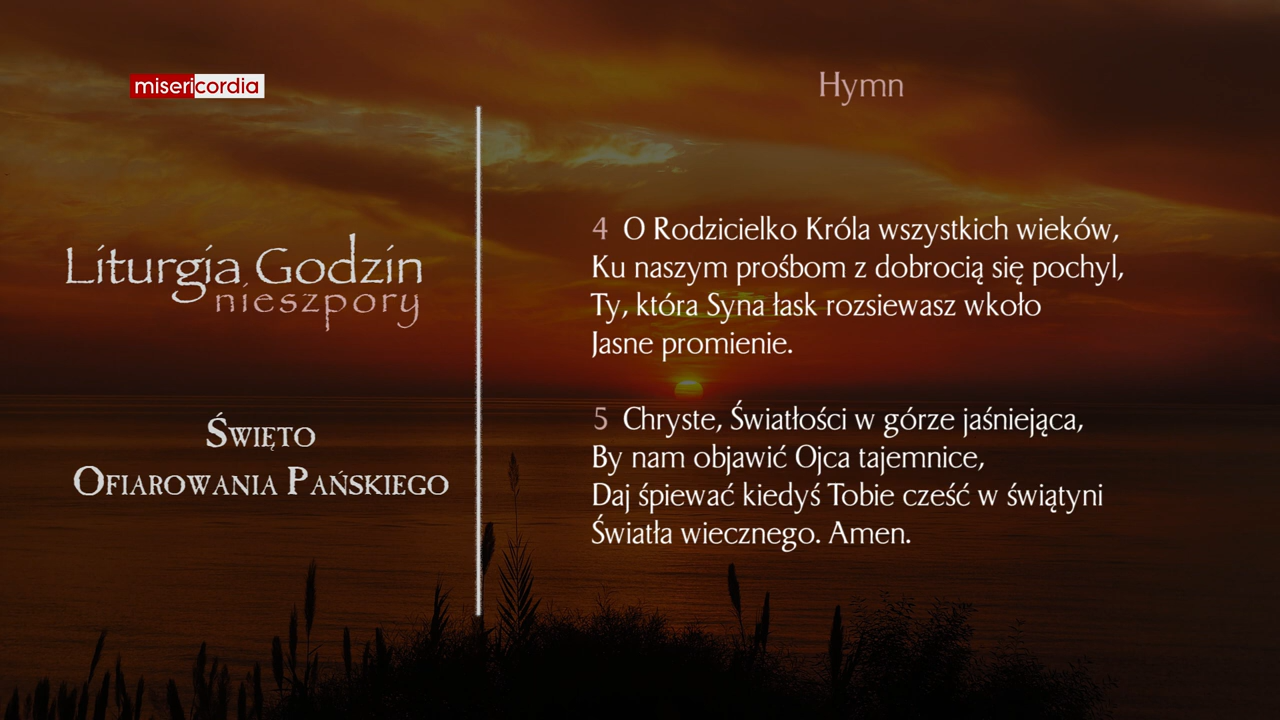 misericordia
Liturgia Godzin
nieszpory
Święto
Ofiarowania Pańskiego
Hymn
4 O Rodzicielko Króla wszystkich wieków,
Ku naszym prośbom z dobrocią się pochyl,
Ty, która Syna łask rozsiewasz wkoło
Jasne promienie.
5 Chryste, Światłości w górze jaśniejąca,
By nam objawić Ojca tajemnice,
Daj śpiewać kiedyś Tobie cześć w świątyni
Światła wiecznego. Amen.